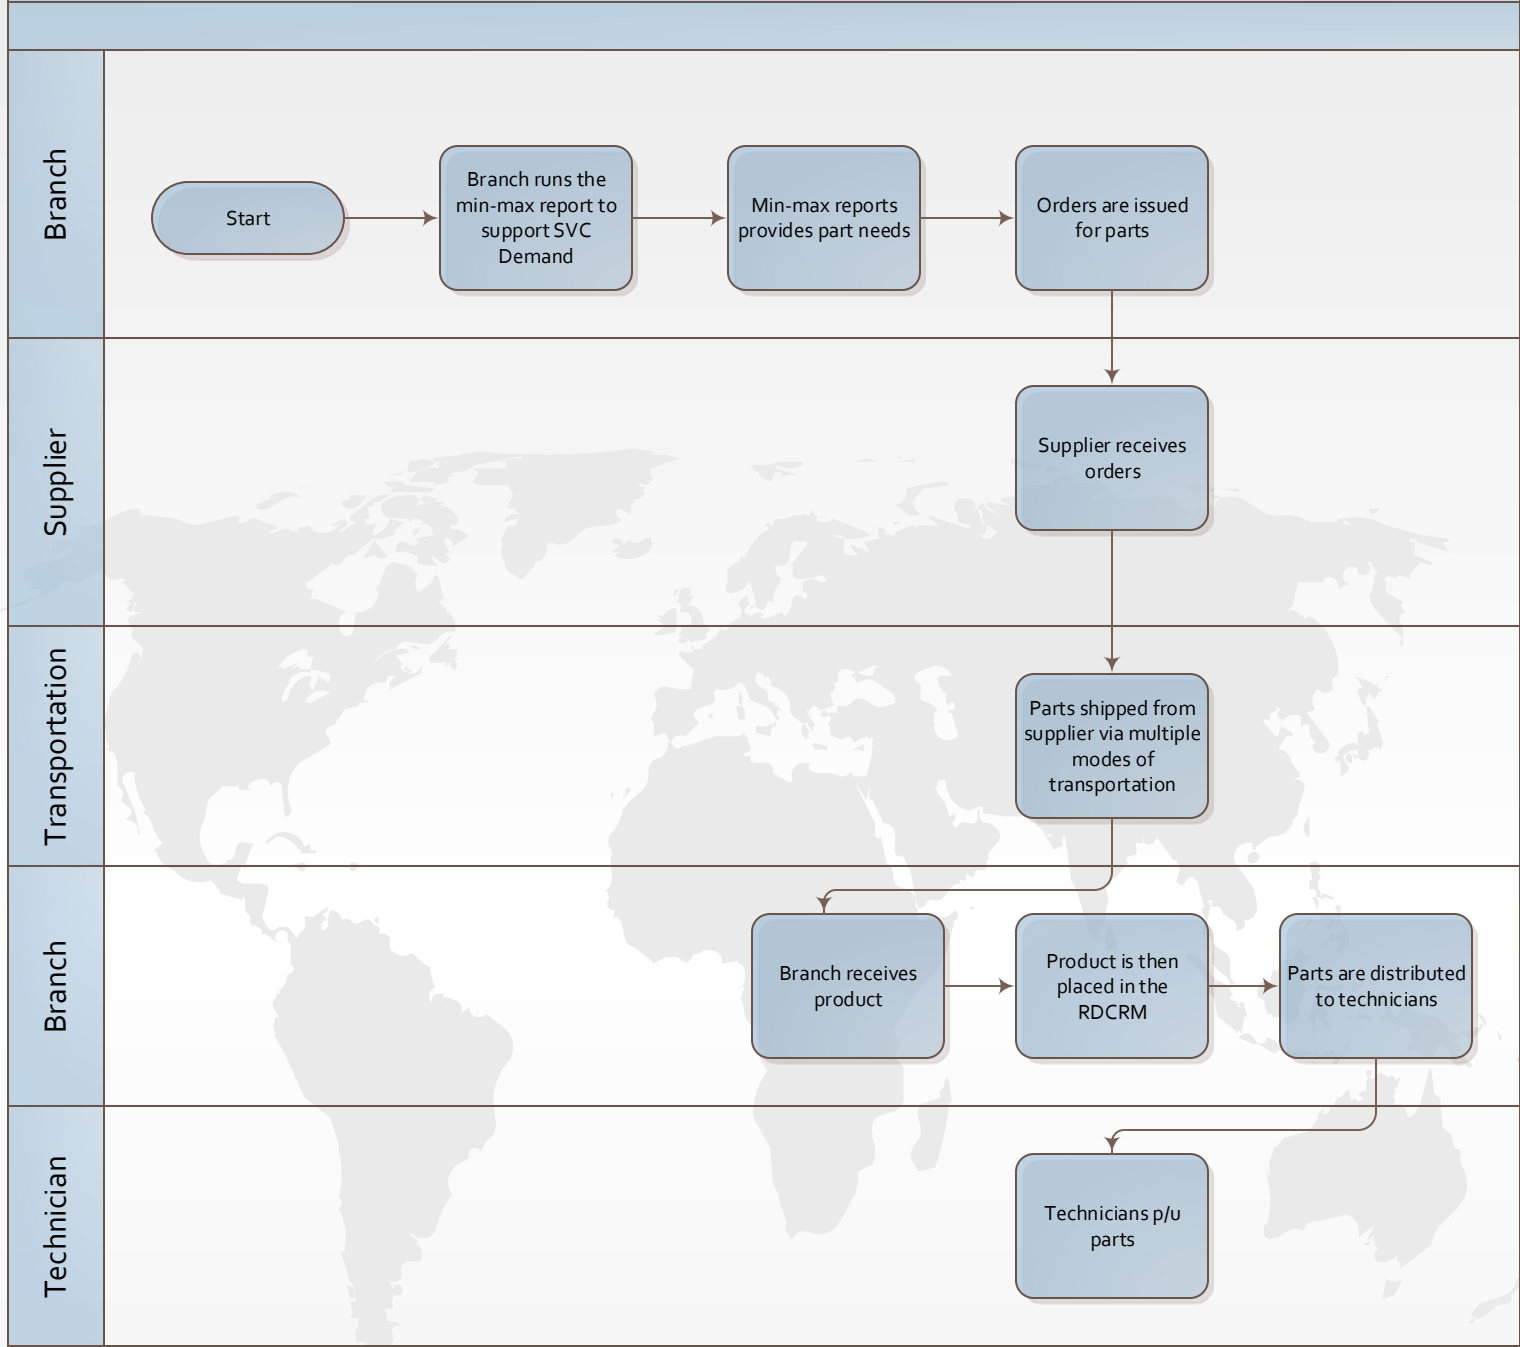 Branch
Start
Branch runs the
min-max report to
support SVC
Demand
Min-max reports
provides part needs
Orders are issued
for parts
Supplier
Supplier receives
orders
Transportation
Parts shipped from
supplier via multiple
modes of
transportation
Branch
Branch receives
product
Product is then
placed in the
RDCRM
Parts are distributed
to technicians
Technician
Technicians p/u
parts